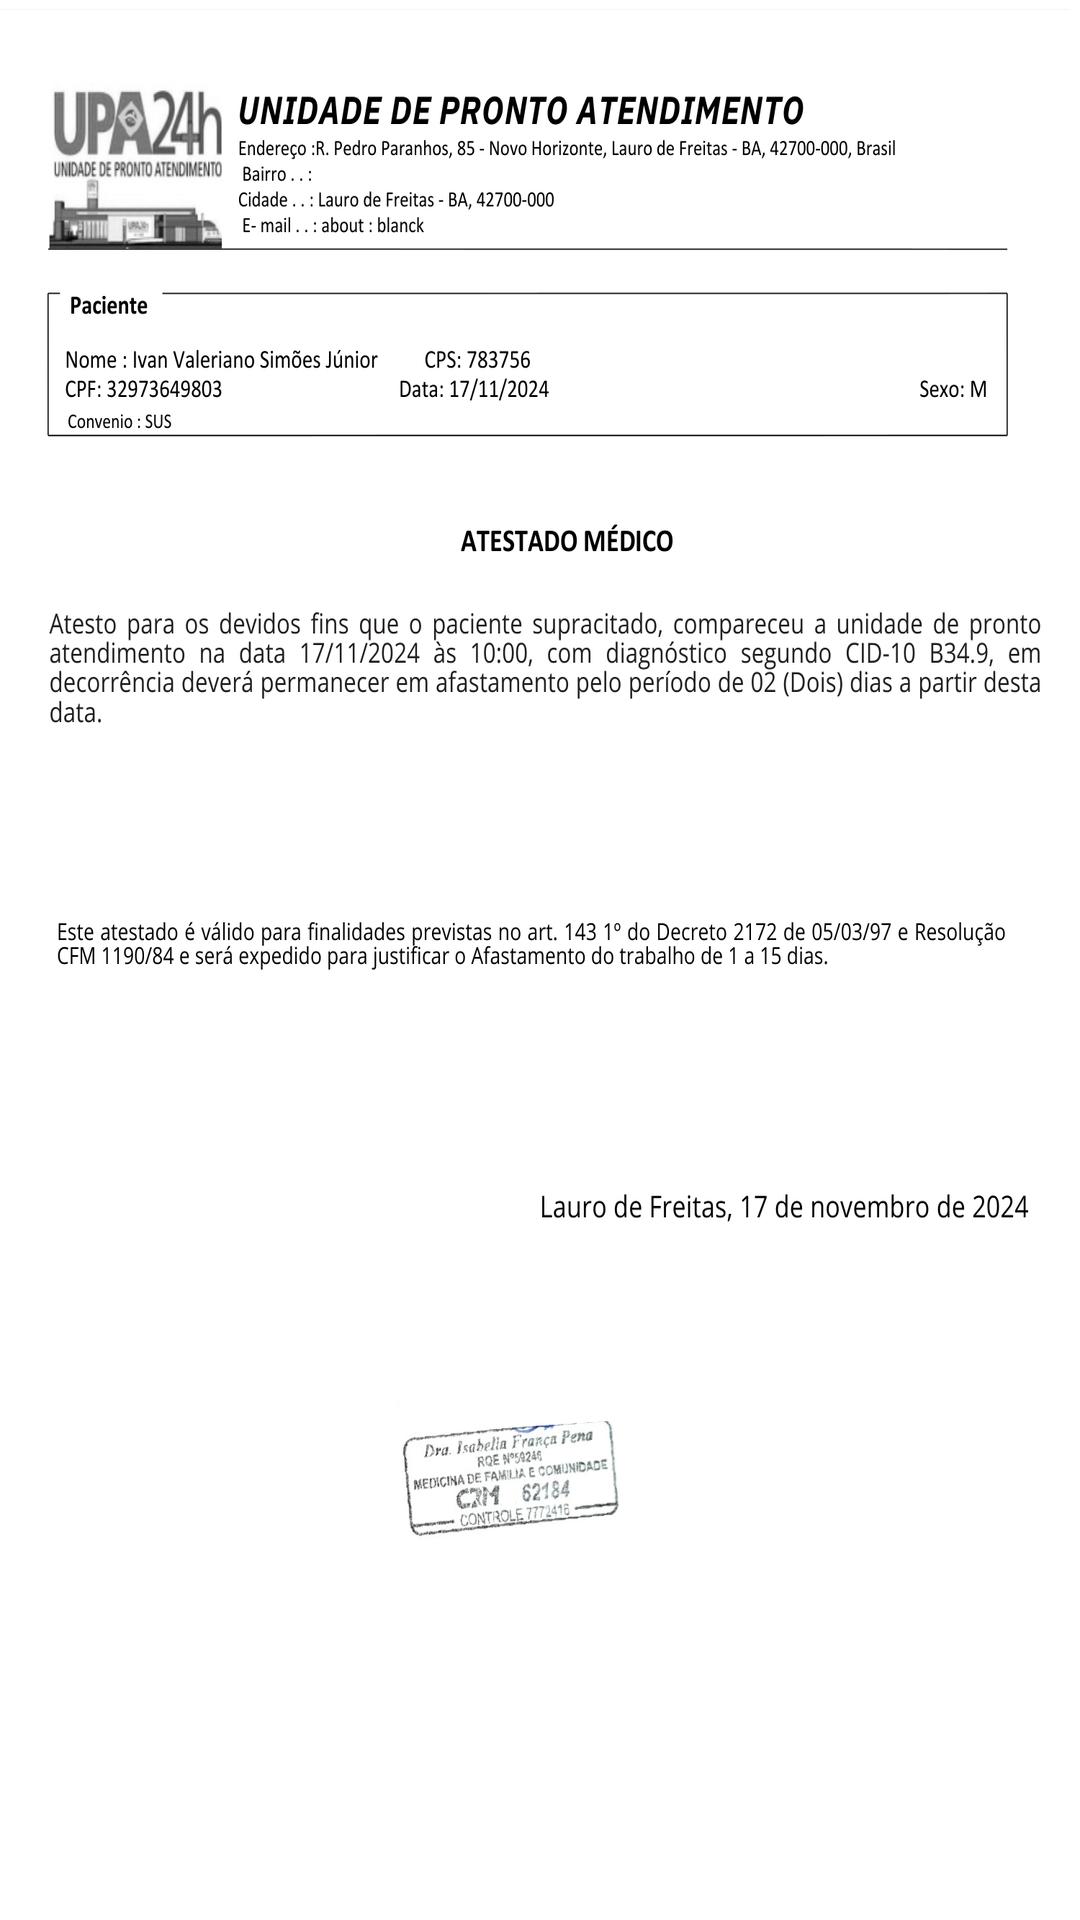 UPA24h
UNIDADE DE PRONTO ATENDIMENTO
UNIDADE DE PRONTO ATENDIMENTO
Endereço :R. Pedro Paranhos, 85 - Novo Horizonte, Lauro de Freitas - BA, 42700-000, Brasil
Bairro . . :
Cidade . . : Lauro de Freitas - BA, 42700-000
E- mail . . : about : blanck
Paciente
Nome : Ivan Valeriano Simões Júnior CPS: 783756
CPF: 32973649803 Data: 17/11/2024 Sexo: M
Convenio : SUS
ATESTADO MÉDICO
Atesto para os devidos fins que o paciente supracitado, compareceu a unidade de pronto
atendimento na data 17/11/2024 às 10:00, com diagnóstico segundo CID-10 B34.9, em
decorrência deverá permanecer em afastamento pelo período de 02 (Dois) dias a partir desta
data.
Este atestado é válido para finalidades previstas no art. 143 1º do Decreto 2172 de 05/03/97 e Resolução
CFM 1190/84 e será expedido para justificar o Afastamento do trabalho de 1 a 15 dias.
Lauro de Freitas, 17 de novembro de 2024
Dra. Isabella França Pena
RQE Nº59246
MEDICINA DE FAMILIA E COMUNIDADE
CRM 62184
CONTROLE 7772416